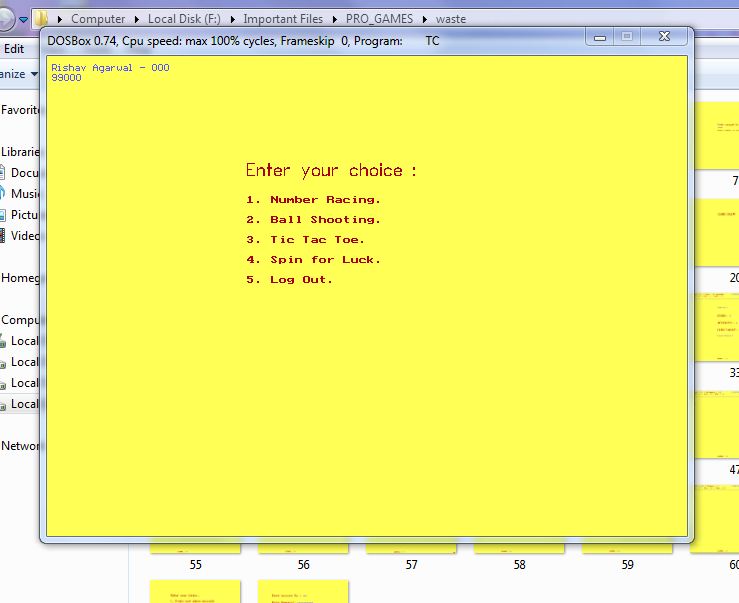 Computer Local Disk (F:) Important Files PRO_GAMES waste
DOSBox 0.74, Cpu speed: max 100% cycles, Frameskip 0, Program: TC
Edit
anize
Favorite
Librarie
Docu
Music
Pictu
Video
Homeg
Compu
Local
Local
Local
Local
Networ
Rishav Agarwal - 000
99000
Enter your choice :
1. Number Racing.
2. Ball Shooting.
3. Tic Tac Toe.
4. Spin for Luck.
5. Log Out.
7
20
33
47
55 56 57 58 59 60